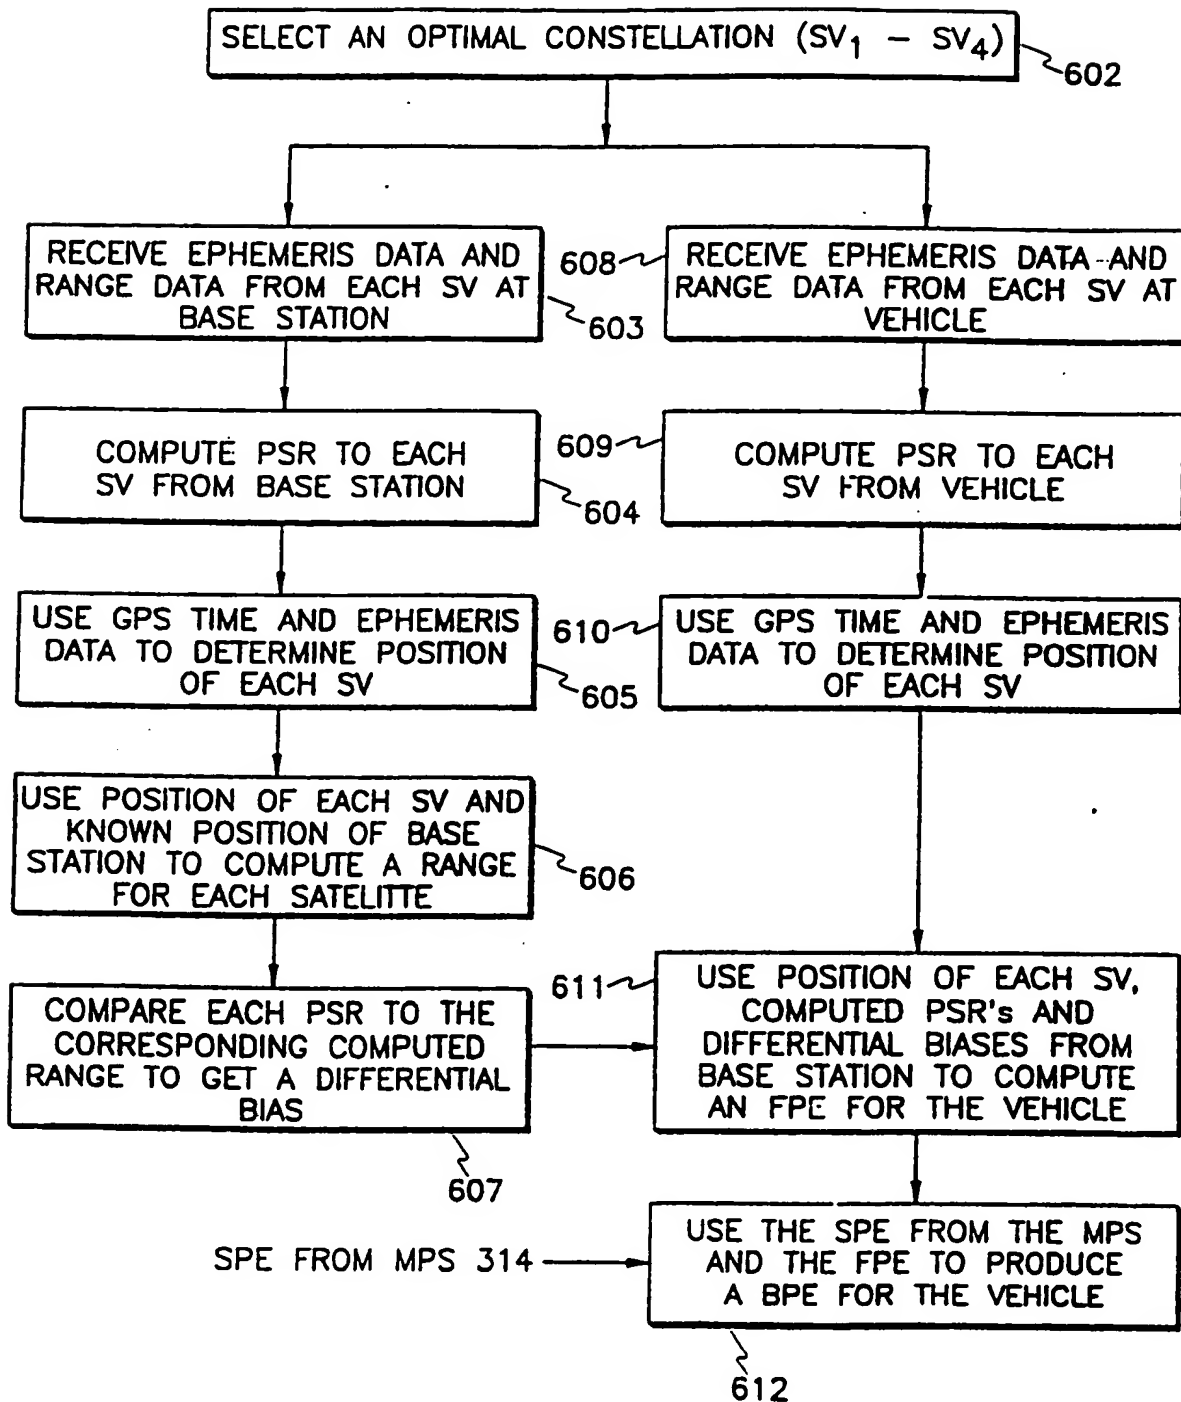 SELECT AN OPTIMAL CONSTELLATION (SV₁ – SV₄)
602
RECEIVE EPHEMERIS DATA AND
RANGE DATA FROM EACH SV AT
BASE STATION
603
608
RECEIVE EPHEMERIS DATA AND
RANGE DATA FROM EACH SV AT
VEHICLE
COMPUTE PSR TO EACH
SV FROM BASE STATION
604
609
COMPUTE PSR TO EACH
SV FROM VEHICLE
USE GPS TIME AND EPHEMERIS
DATA TO DETERMINE POSITION
OF EACH SV
605
610
USE GPS TIME AND EPHEMERIS
DATA TO DETERMINE POSITION
OF EACH SV
USE POSITION OF EACH SV AND
KNOWN POSITION OF BASE
STATION TO COMPUTE A RANGE
FOR EACH SATELITTE
606
COMPARE EACH PSR TO THE
CORRESPONDING COMPUTED
RANGE TO GET A DIFFERENTIAL
BIAS
607
611
USE POSITION OF EACH SV,
COMPUTED PSR's AND
DIFFERENTIAL BIASES FROM
BASE STATION TO COMPUTE
AN FPE FOR THE VEHICLE
SPE FROM MPS 314
USE THE SPE FROM THE MPS
AND THE FPE TO PRODUCE
A BPE FOR THE VEHICLE
612